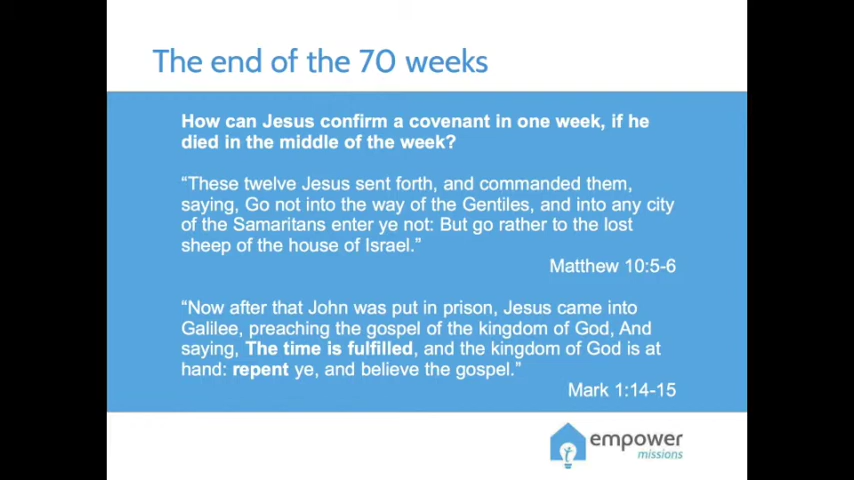 The end of the 70 weeks
How can Jesus confirm a covenant in one week, if he
died in the middle of the week?
“These twelve Jesus sent forth, and commanded them,
saying, Go not into the way of the Gentiles, and into any city
of the Samaritans enter ye not: But go rather to the lost
sheep of the house of Israel.”
Matthew 10:5-6
“Now after that John was put in prison, Jesus came into
Galilee, preaching the gospel of the kingdom of God, And
saying, The time is fulfilled, and the kingdom of God is at
hand: repent ye, and believe the gospel.”
Mark 1:14-15
empower
missions